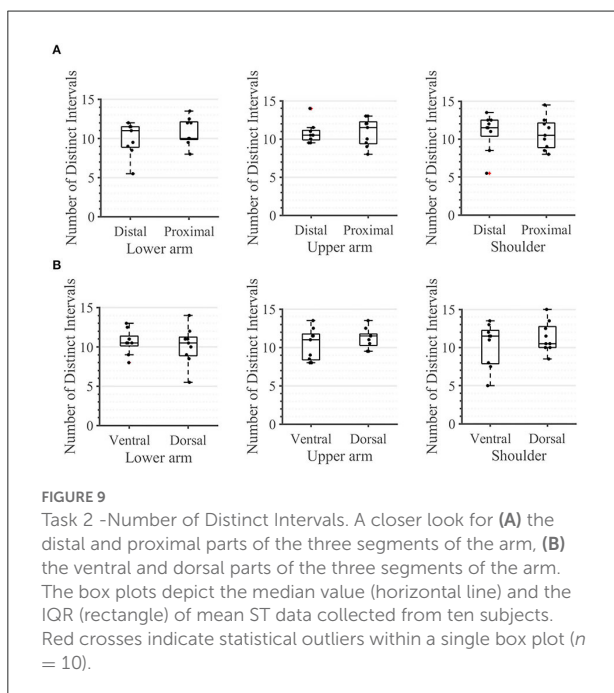 A
Number of Distinct Intervals
15
10
5
0
Distal Proximal
Lower arm
Number of Distinct Intervals
15
10
5
0
Distal Proximal
Upper arm
Number of Distinct Intervals
15
10
5
0
Distal Proximal
Shoulder
B
Number of Distinct Intervals
15
10
5
0
Ventral Dorsal
Lower arm
Number of Distinct Intervals
15
10
5
0
Ventral Dorsal
Upper arm
Number of Distinct Intervals
15
10
5
0
Ventral Dorsal
Shoulder
FIGURE 9
Task 2 -Number of Distinct Intervals. A closer look for (A) the
distal and proximal parts of the three segments of the arm, (B)
the ventral and dorsal parts of the three segments of the arm.
The box plots depict the median value (horizontal line) and the
IQR (rectangle) of mean ST data collected from ten subjects.
Red crosses indicate statistical outliers within a single box plot (n
= 10).